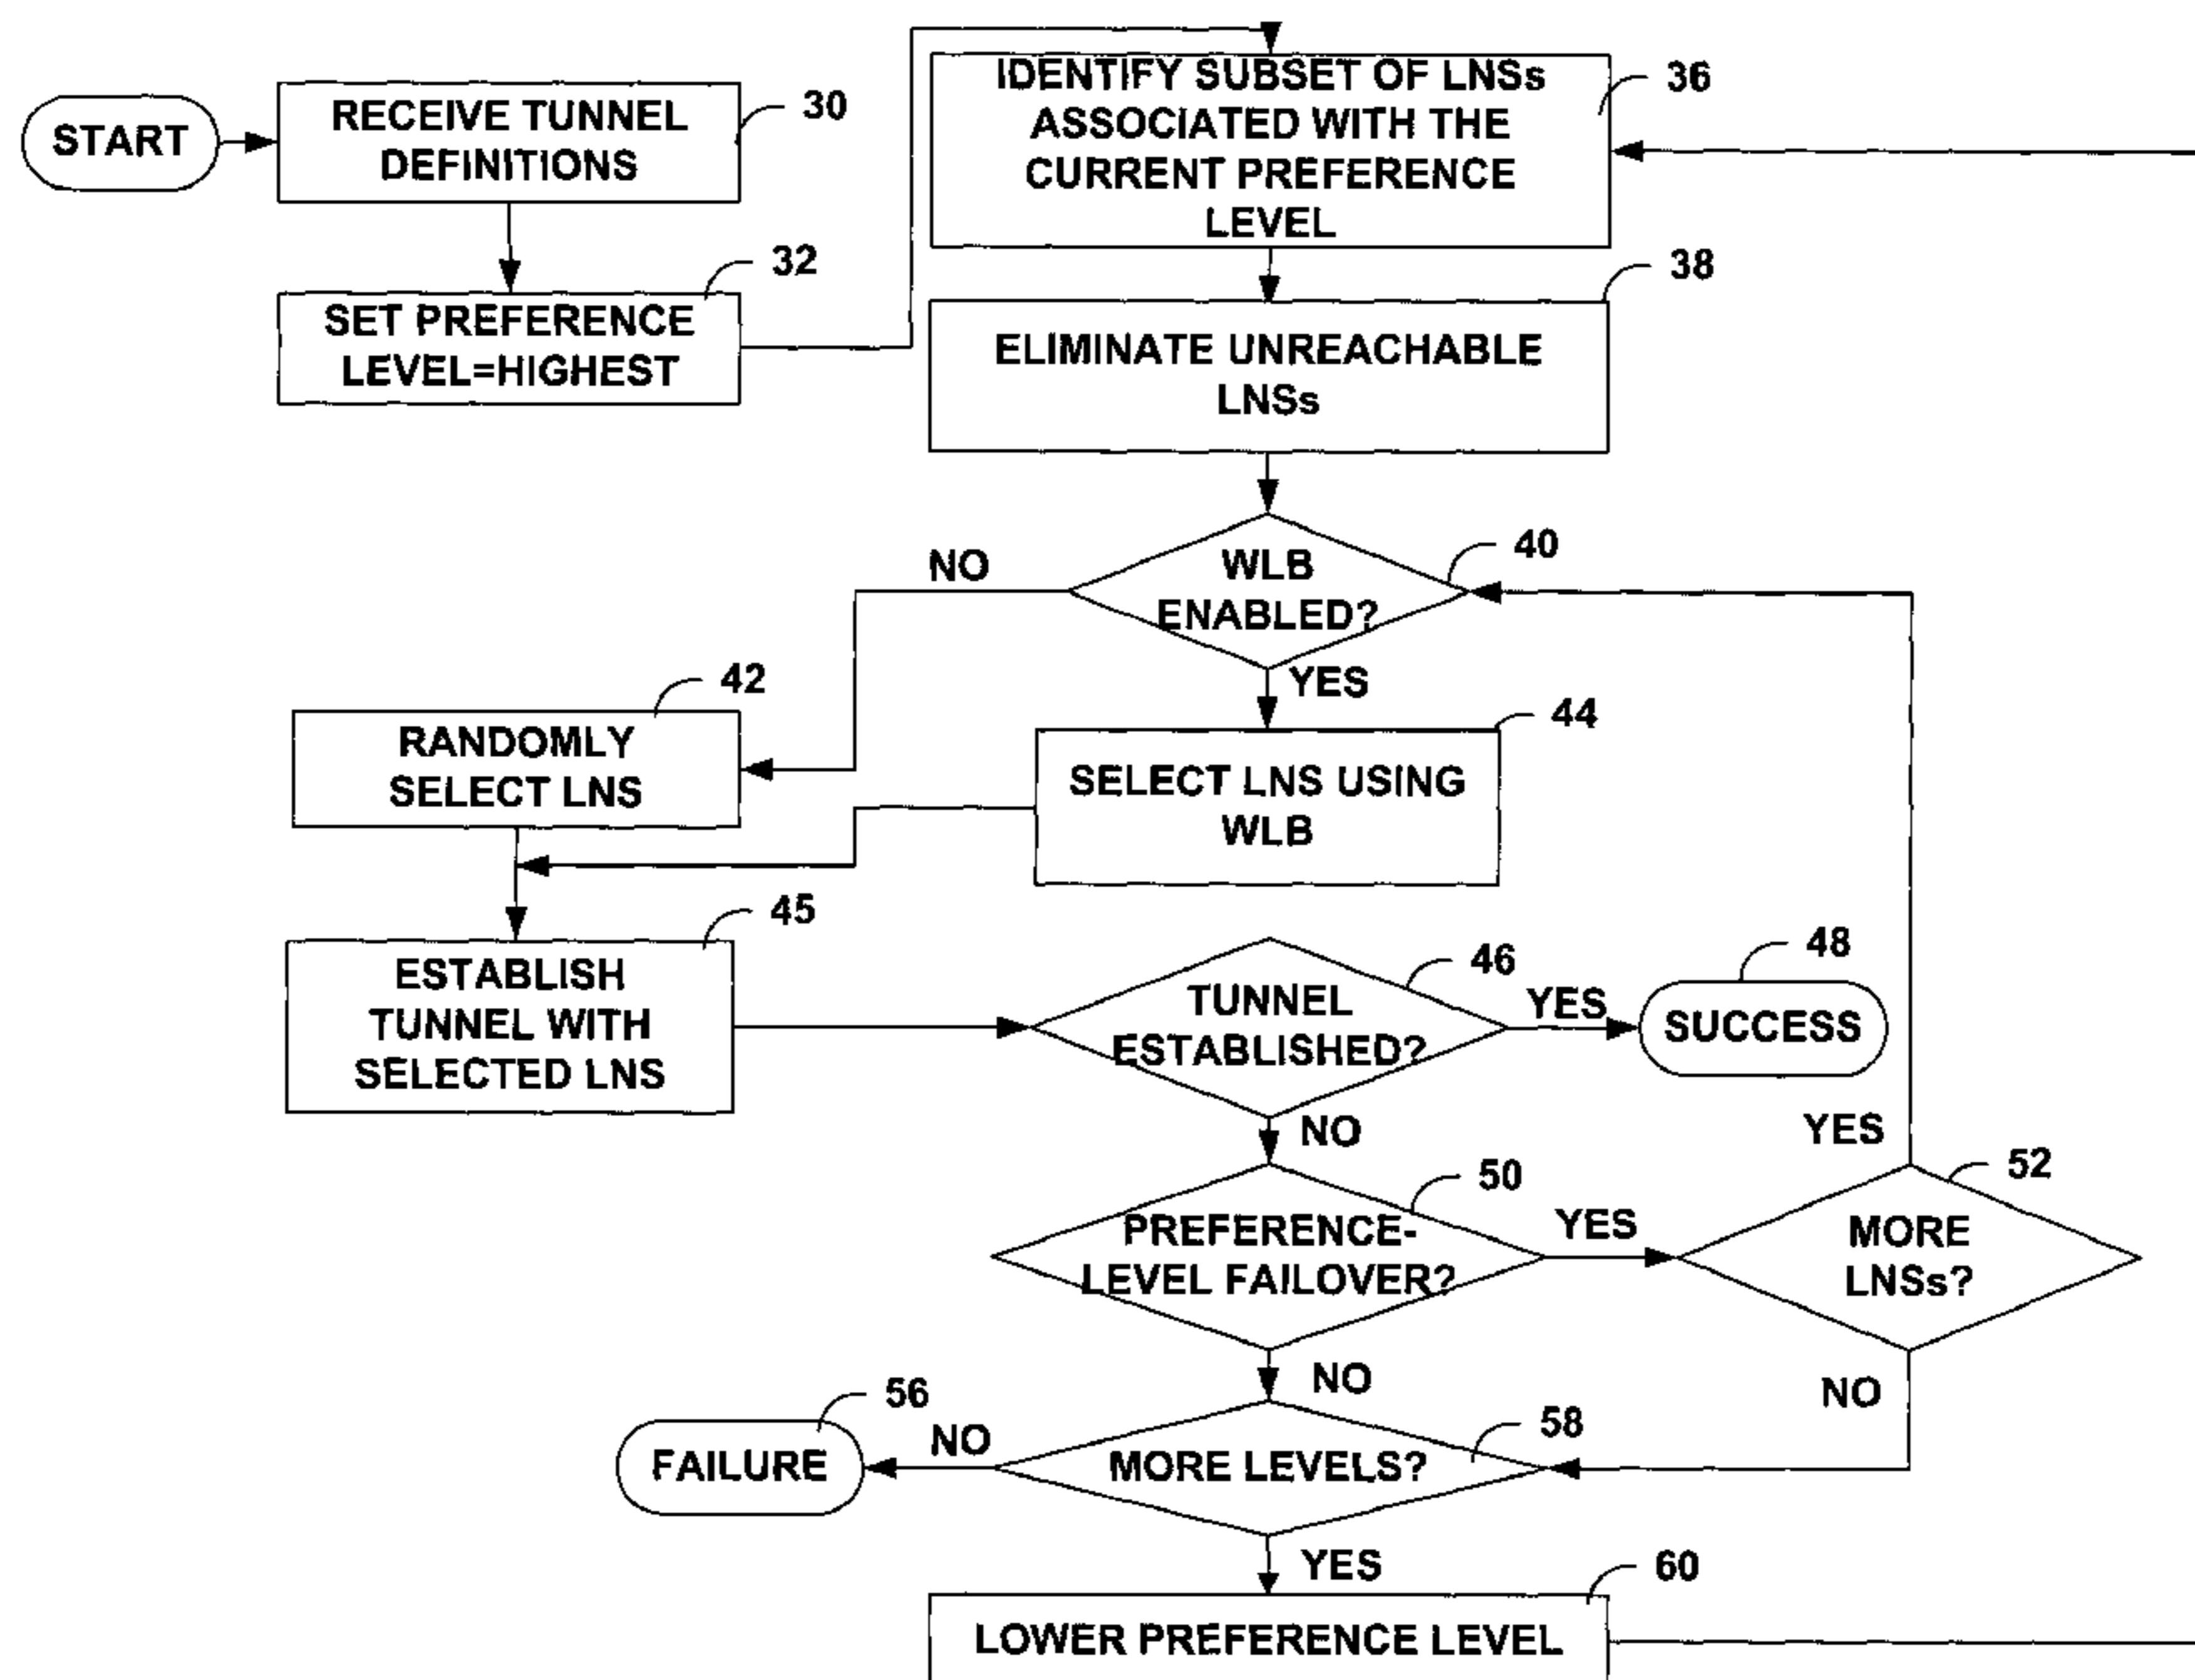 START
RECEIVE TUNNEL
DEFINITIONS
30
SET PREFERENCE
LEVEL=HIGHEST
32
IDENTIFY SUBSET OF LNSs
ASSOCIATED WITH THE
CURRENT PREFERENCE
LEVEL
36
ELIMINATE UNREACHABLE
LNSs
38
WLB
ENABLED?
40
NO
YES
RANDOMLY
SELECT LNS
42
SELECT LNS USING
WLB
44
ESTABLISH
TUNNEL WITH
SELECTED LNS
45
TUNNEL
ESTABLISHED?
46
YES
SUCCESS
48
NO
PREFERENCE-
LEVEL FAILOVER?
50
YES
MORE
LNSs?
52
YES
NO
NO
MORE LEVELS?
58
NO
FAILURE
56
YES
LOWER PREFERENCE LEVEL
60